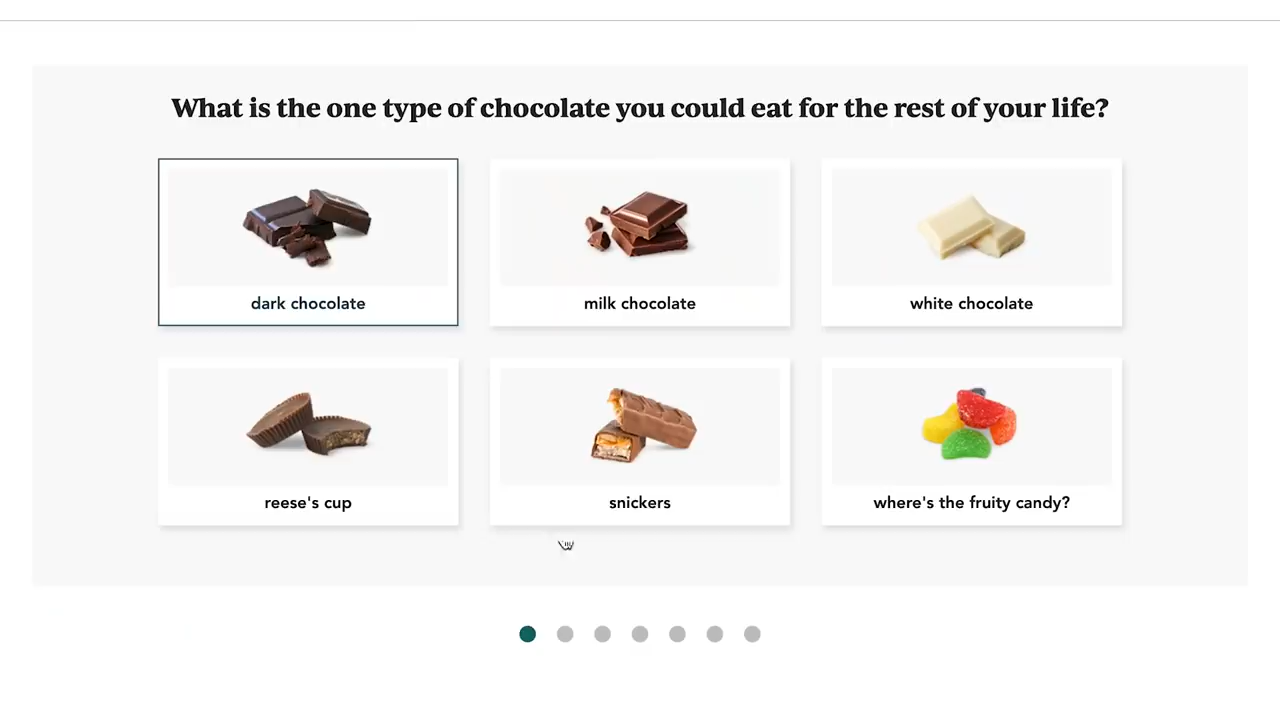 What is the one type of chocolate you could eat for the rest of your life?
dark chocolate
milk chocolate
white chocolate
reese's cup
snickers
where's the fruity candy?